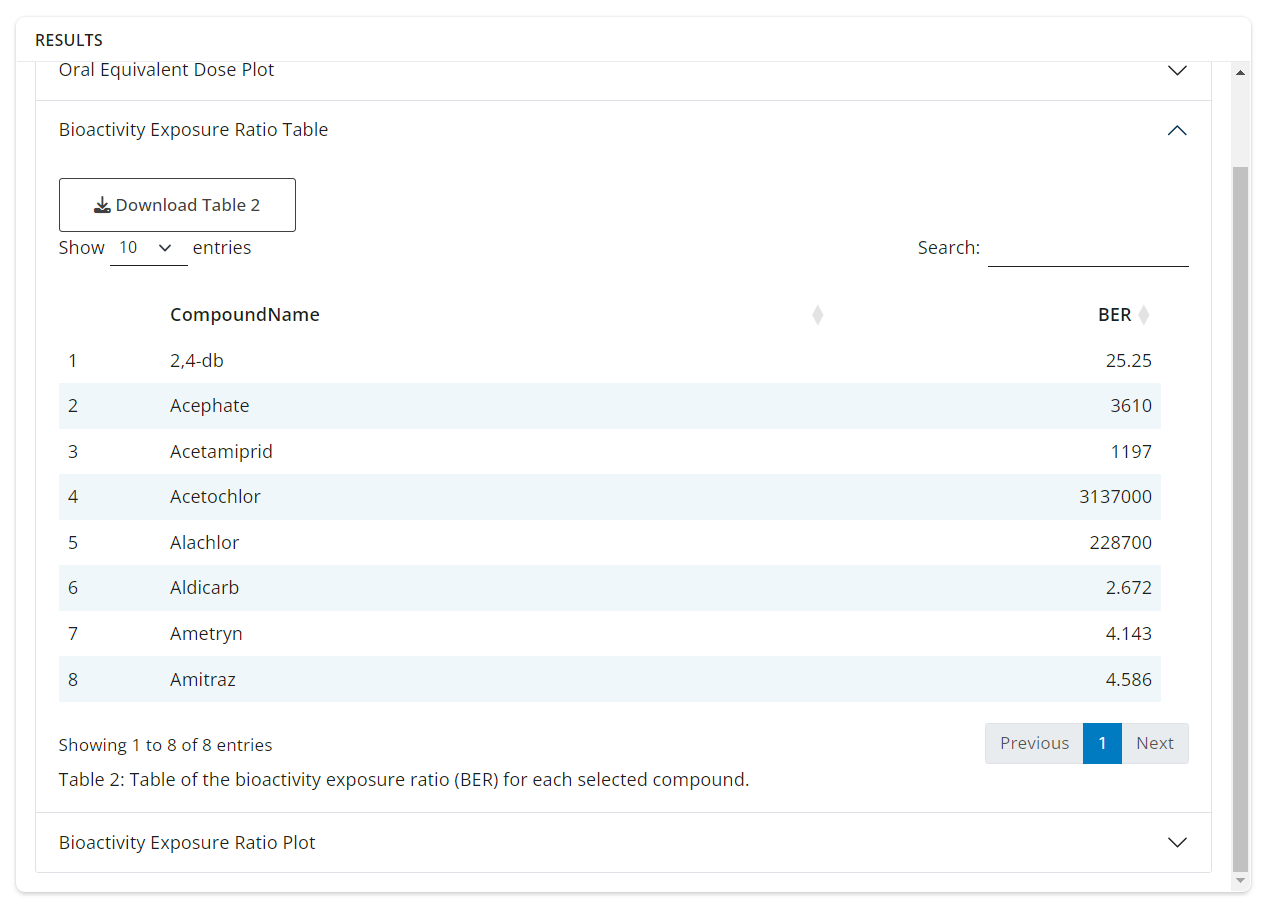 RESULTS
Oral Equivalent Dose Plot
Bioactivity Exposure Ratio Table
Download Table 2
Show 10 entries Search:
CompoundName BER
1 2,4-db 25.25
2 Acephate 3610
3 Acetamiprid 1197
4 Acetochlor 3137000
5 Alachlor 228700
6 Aldicarb 2.672
7 Ametryn 4.143
8 Amitraz 4.586
Showing 1 to 8 of 8 entries Previous 1 Next
Table 2: Table of the bioactivity exposure ratio (BER) for each selected compound.
Bioactivity Exposure Ratio Plot